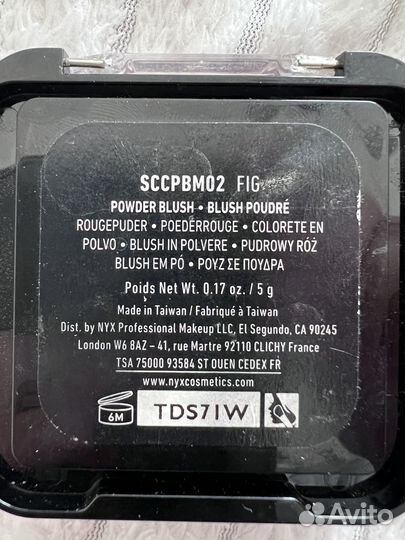 SCCPBM02 FIG
POWDER BLUSH • BLUSH POUDRÉ
ROUGEPUDER • POEDERROUGE • COLORETE EN
POLVO • BLUSH IN POLVERE • PUDROWY RÓŻ
BLUSH EM PÓ • ΡΟΥΖ ΣΕ ΠΟΥΔΡΑ
Poids Net Wt. 0.17 oz. / 5 g
Made in Taiwan / Fabriqué à Taiwan
Dist. by NYX Professional Makeup LLC, El Segundo, CA 90245
London W6 8AZ - 41, rue Martre 92110 CLICHY France
TSA 75000 93584 ST OUEN CEDEX FR
www.nyxcosmetics.com
6M TDS71W
Avito